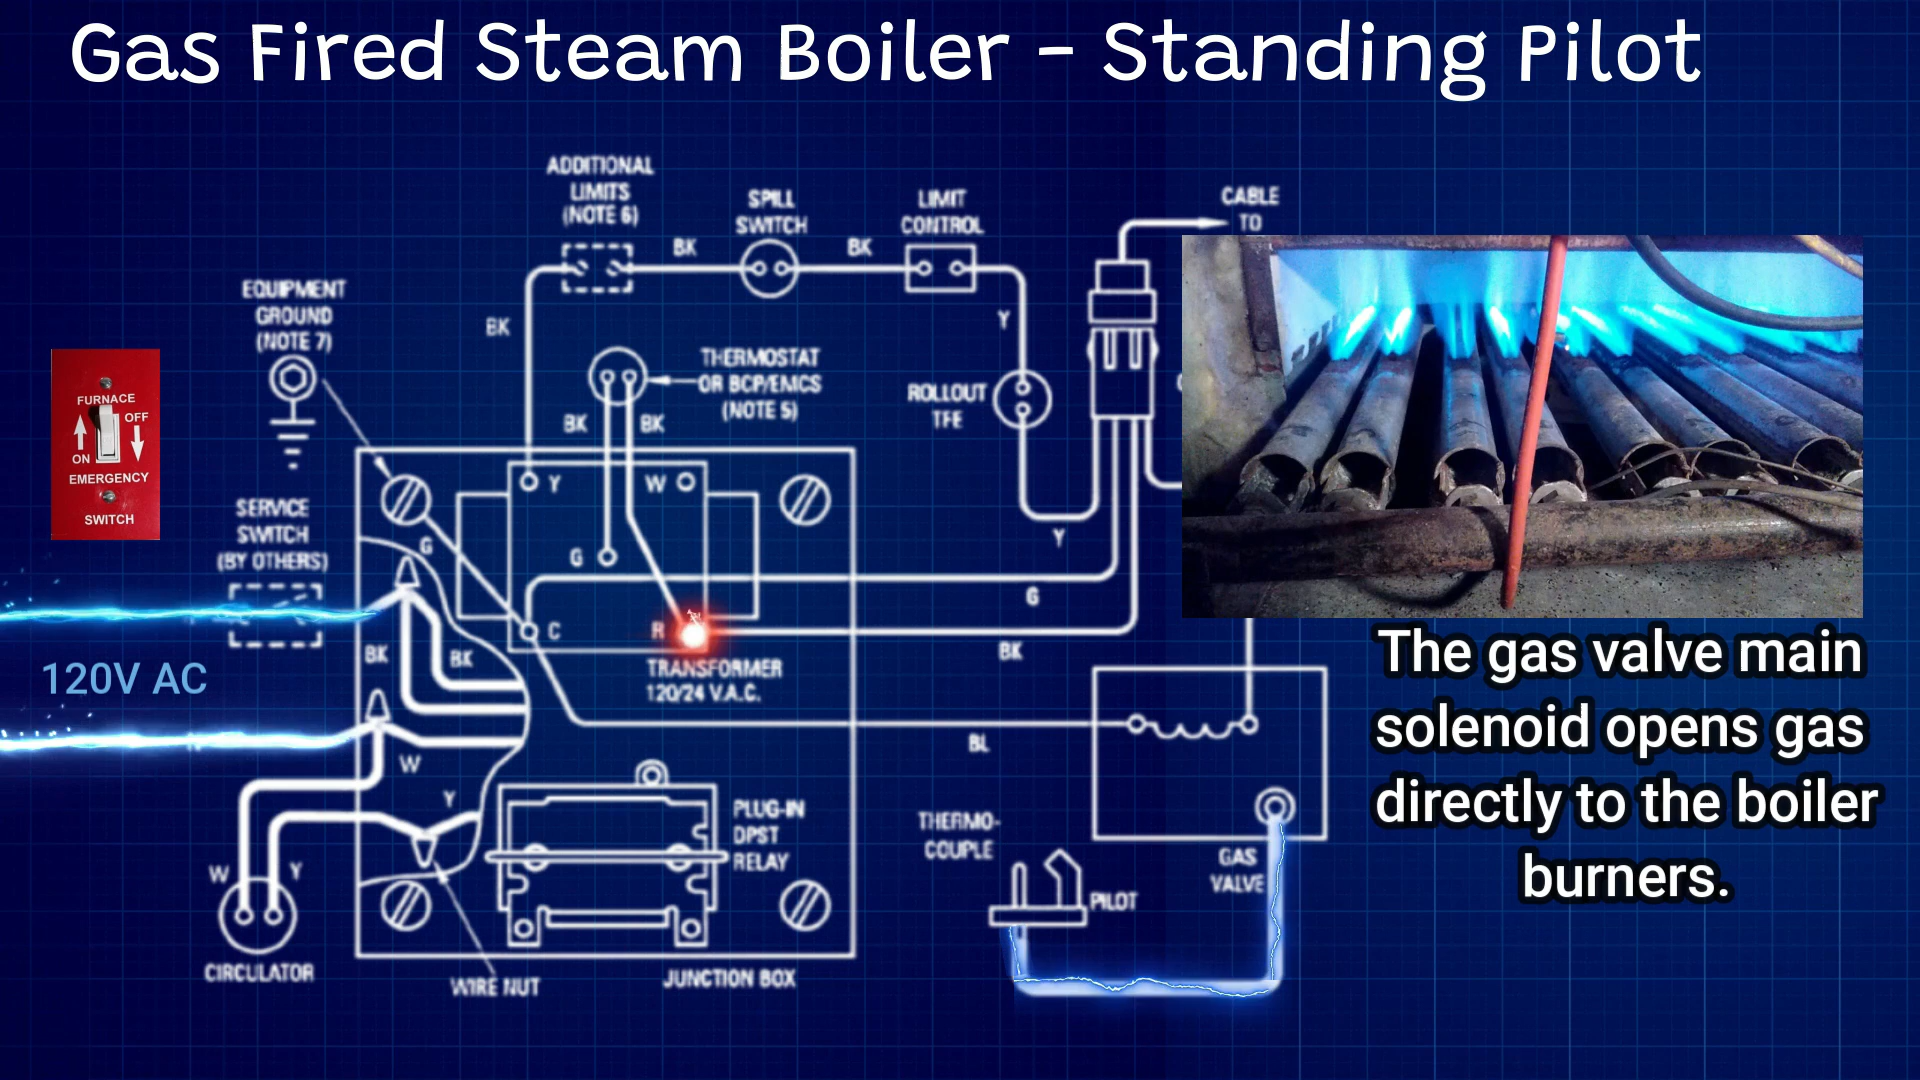 Gas Fired Steam Boiler - Standing Pilot
ADDITIONAL
LIMITS
(NOTE 6)
SPILL
SWITCH
LIMIT
CONTROL
CABLE
TO
BK
BK
EQUIPMENT
GROUND
(NOTE 7)
BK
Y
THERMOSTAT
OR BCP/EMCS
(NOTE 5)
ROLLOUT
TFE
BK
BK
FURNACE
OFF
ON
EMERGENCY
SWITCH
SERVICE
SWITCH
(BY OTHERS)
Y
W
G
G
Y
G
C
R
BK
BK
BK
TRANSFORMER
120/24 V.A.C.
120V AC
The gas valve main
solenoid opens gas
directly to the boiler
burners.
BL
W
Y
PLUG-IN
DPST
RELAY
THERMO-
COUPLE
GAS
VALVE
W
Y
PILOT
CIRCULATOR
WIRE NUT
JUNCTION BOX